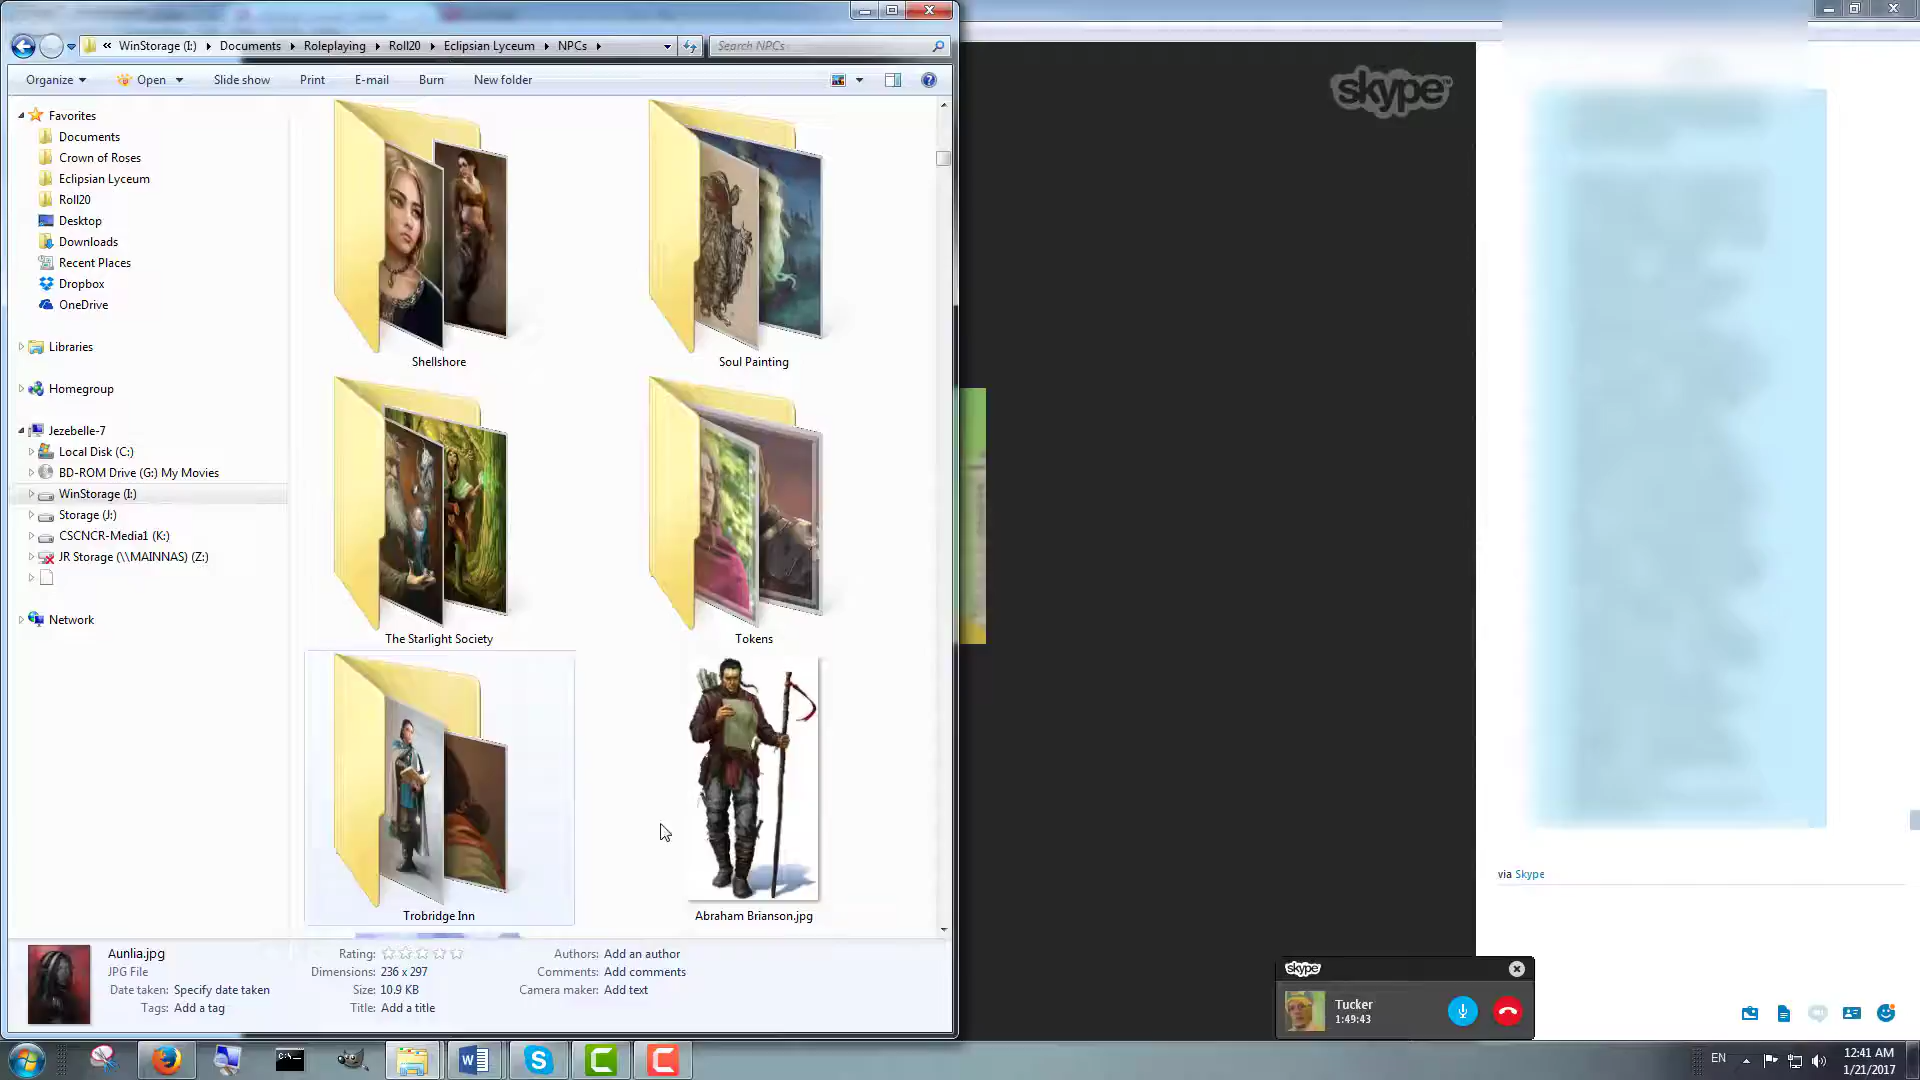 « WinStorage (I:) Documents Roleplaying Roll20 Eclipsian Lyceum NPCs
Search NPCs
Organize Open Slide show Print E-mail Burn New folder
Favorites
Documents
Crown of Roses
Eclipsian Lyceum
Roll20
Desktop
Downloads
Recent Places
Dropbox
OneDrive
Libraries
Homegroup
Jezebelle-7
Local Disk (C:)
BD-ROM Drive (G:) My Movies
WinStorage (I:)
Storage (J:)
CSCNCR-Media1 (K:)
JR Storage (\\MAINNAS) (Z:)
Network
Shellshore
Soul Painting
The Starlight Society
Tokens
Trobridge Inn
Abraham Brianson.jpg
Aunlia.jpg
JPG File
Date taken: Specify date taken
Tags: Add a tag
Rating:
Dimensions: 236 x 297
Size: 10.9 KB
Title: Add a title
Authors: Add an author
Comments: Add comments
Camera maker: Add text
skype
via Skype
skype
Tucker
1:49:43
EN
12:41 AM
1/21/2017